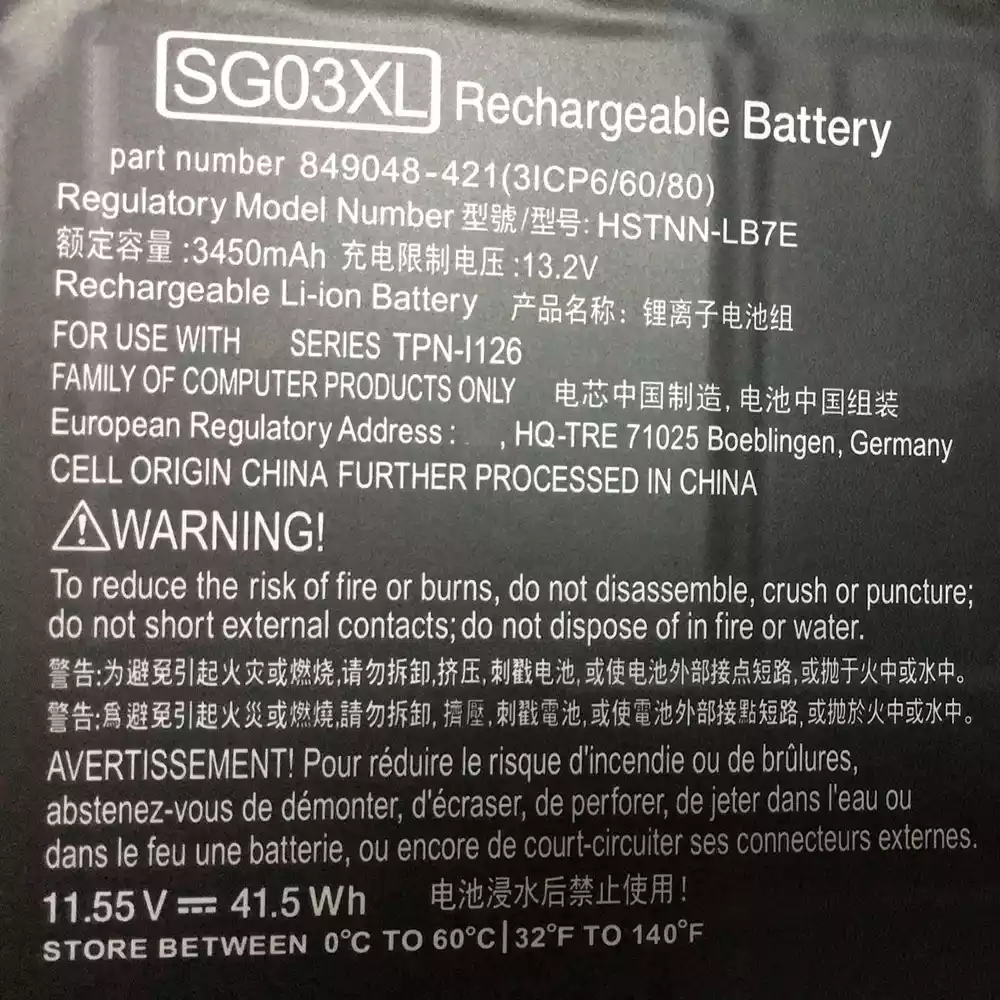 SG03XL Rechargeable Battery
part number 849048-421(3ICP6/60/80)
Regulatory Model Number 型號/型号: HSTNN-LB7E
额定容量:3450mAh 充电限制电压:13.2V
Rechargeable Li-ion Battery 产品名称: 锂离子电池组
FOR USE WITH SERIES TPN-I126
FAMILY OF COMPUTER PRODUCTS ONLY 电芯中国制造, 电池中国组装
European Regulatory Address: , HQ-TRE 71025 Boeblingen, Germany
CELL ORIGIN CHINA FURTHER PROCESSED IN CHINA
⚠WARNING!
To reduce the risk of fire or burns, do not disassemble, crush or puncture;
do not short external contacts; do not dispose of in fire or water.
警告:为避免引起火灾或燃烧,请勿拆卸,挤压,刺戳电池,或使电池外部接点短路,或抛于火中或水中。
警告:爲避免引起火災或燃燒,請勿拆卸,擠壓,刺戳電池,或使電池外部接點短路,或抛於火中或水中。
AVERTISSEMENT! Pour réduire le risque d'incendie ou de brûlures,
abstenez-vous de démonter, d'écraser, de perforer, de jeter dans l'eau ou
dans le feu une batterie, ou encore de court-circuiter ses connecteurs externes.
11.55 V ⎓ 41.5 Wh 电池浸水后禁止使用!
STORE BETWEEN 0°C TO 60°C|32°F TO 140°F